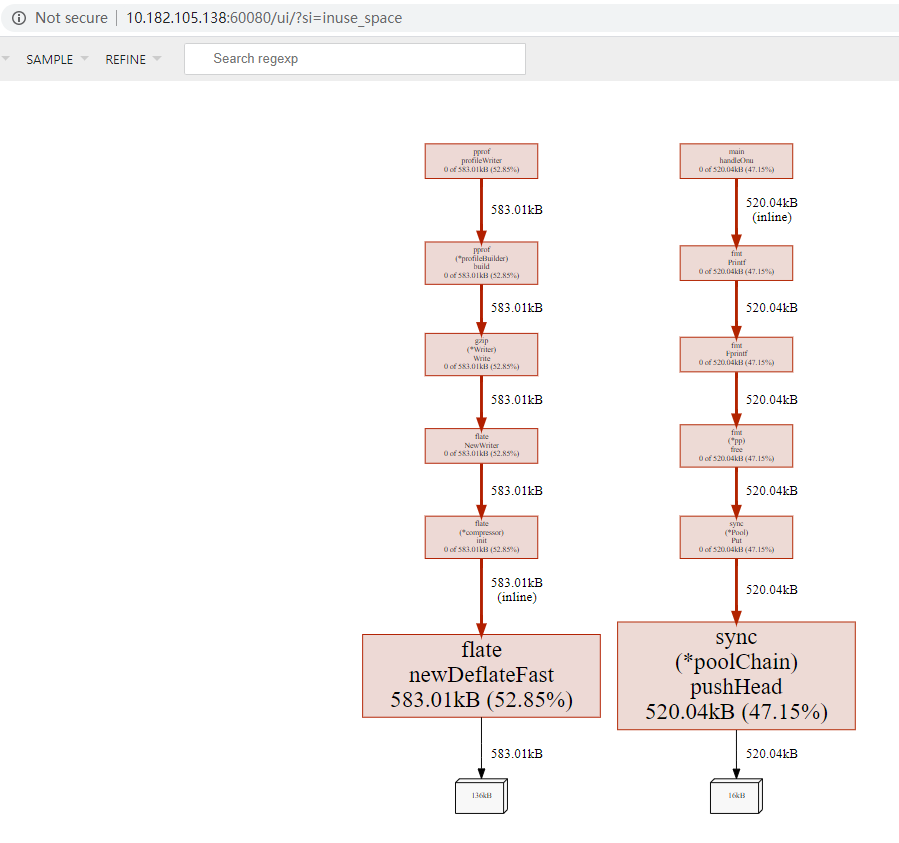 Not secure | 10.182.105.138:60080/ui/?si=inuse_space
SAMPLE REFINE Search regexp
pprof
profileWriter
0 of 583.01kB (52.85%)
583.01kB
pprof
(*profileBuilder)
build
0 of 583.01kB (52.85%)
583.01kB
gzip
(*Writer)
Write
0 of 583.01kB (52.85%)
583.01kB
flate
NewWriter
0 of 583.01kB (52.85%)
583.01kB
flate
(*compressor)
init
0 of 583.01kB (52.85%)
583.01kB
(inline)
flate
newDeflateFast
583.01kB (52.85%)
583.01kB
136kB
main
handleOnu
0 of 520.04kB (47.15%)
520.04kB
(inline)
fmt
Printf
0 of 520.04kB (47.15%)
520.04kB
fmt
Fprintf
0 of 520.04kB (47.15%)
520.04kB
fmt
(*pp)
free
0 of 520.04kB (47.15%)
520.04kB
sync
(*Pool)
Put
0 of 520.04kB (47.15%)
520.04kB
sync
(*poolChain)
pushHead
520.04kB (47.15%)
520.04kB
16kB